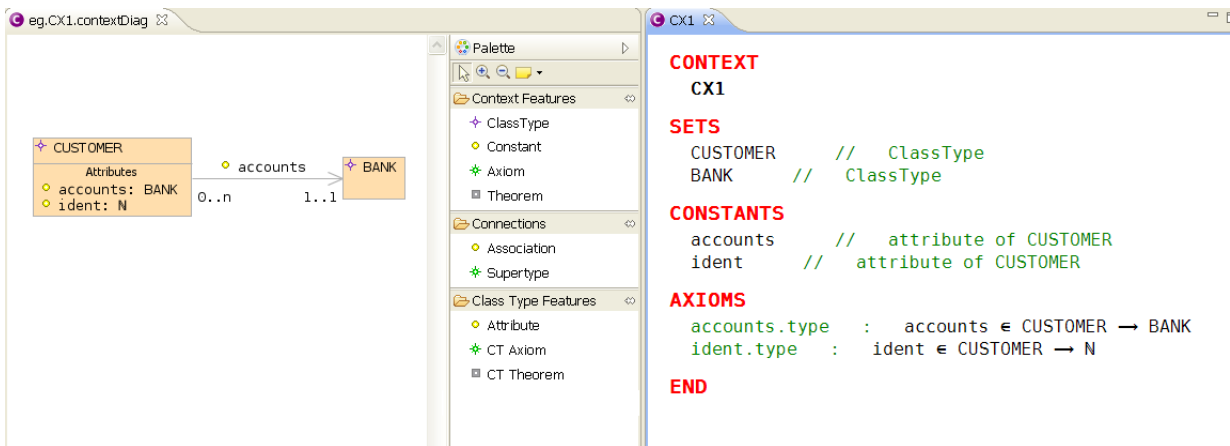 eg.CX1.contextDiag
CUSTOMER
Attributes
accounts: BANK
ident: ℕ
accounts
0..n
1..1
BANK
Palette
Context Features
ClassType
Constant
Axiom
Theorem
Connections
Association
Supertype
Class Type Features
Attribute
CT Axiom
CT Theorem
CX1
CONTEXT
CX1
SETS
CUSTOMER // ClassType
BANK // ClassType
CONSTANTS
accounts // attribute of CUSTOMER
ident // attribute of CUSTOMER
AXIOMS
accounts.type : accounts ∈ CUSTOMER → BANK
ident.type : ident ∈ CUSTOMER → ℕ
END